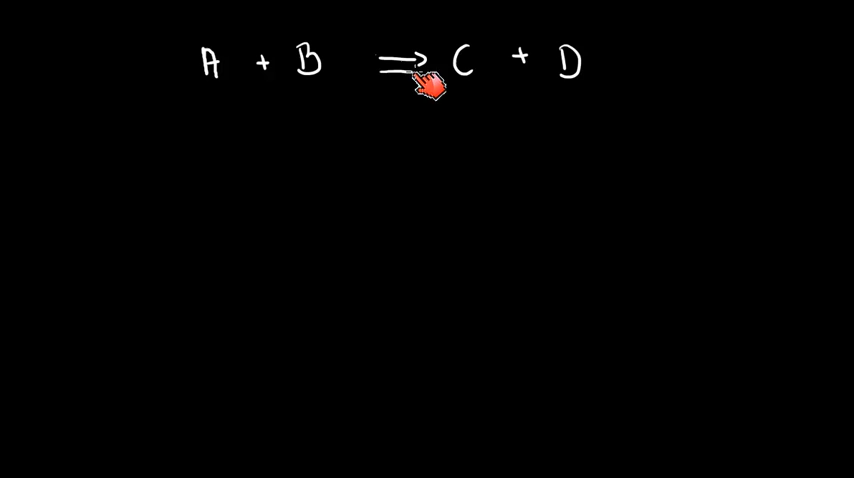 A + B ⇒ C + D